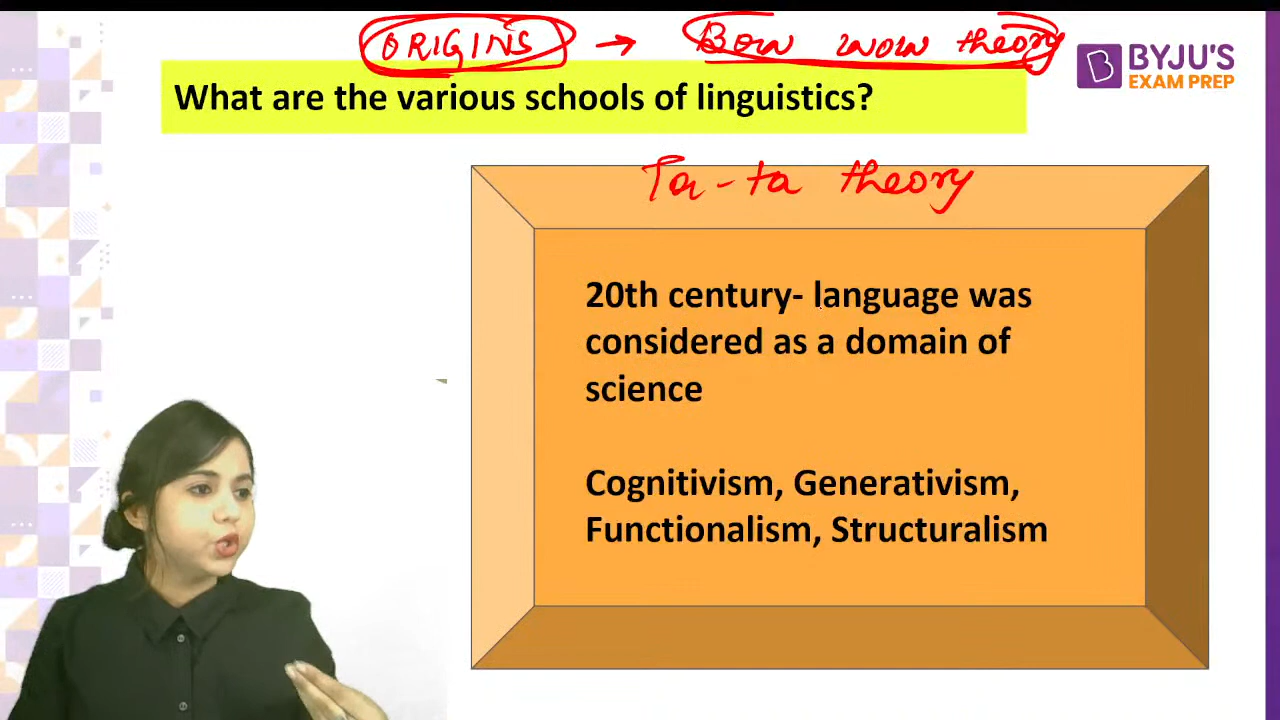 ORIGINS → Bow wow theory
BYJU'S
EXAM PREP
What are the various schools of linguistics?
Ta-ta theory
20th century- language was
considered as a domain of
science
Cognitivism, Generativism,
Functionalism, Structuralism